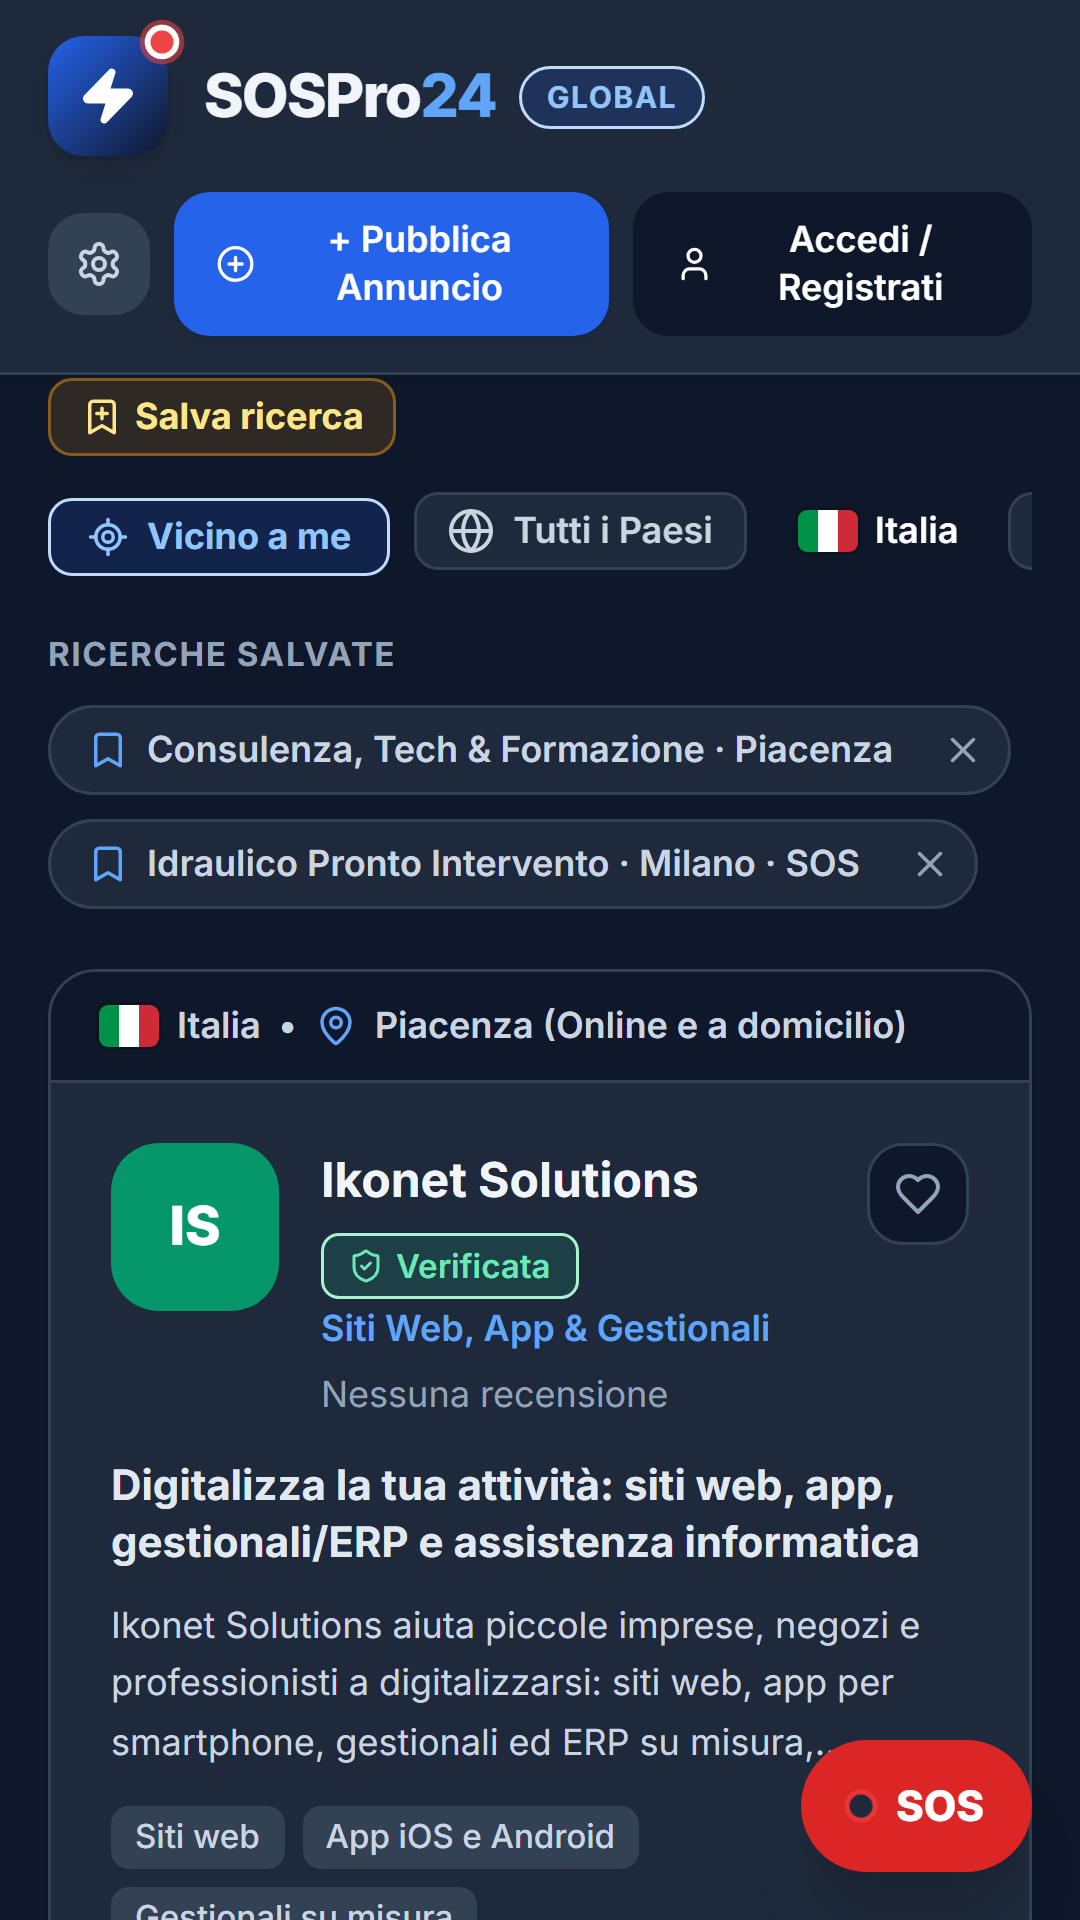 SOSPro24 GLOBAL
+ Pubblica
Annuncio
Accedi /
Registrati
Salva ricerca
Vicino a me
Tutti i Paesi
Italia
RICERCHE SALVATE
Consulenza, Tech & Formazione · Piacenza
Idraulico Pronto Intervento · Milano · SOS
Italia • Piacenza (Online e a domicilio)
IS
Ikonet Solutions
Verificata
Siti Web, App & Gestionali
Nessuna recensione
Digitalizza la tua attività: siti web, app,
gestionali/ERP e assistenza informatica
Ikonet Solutions aiuta piccole imprese, negozi e
professionisti a digitalizzarsi: siti web, app per
smartphone, gestionali ed ERP su misura,…
SOS
Siti web
App iOS e Android
Gestionali su misura